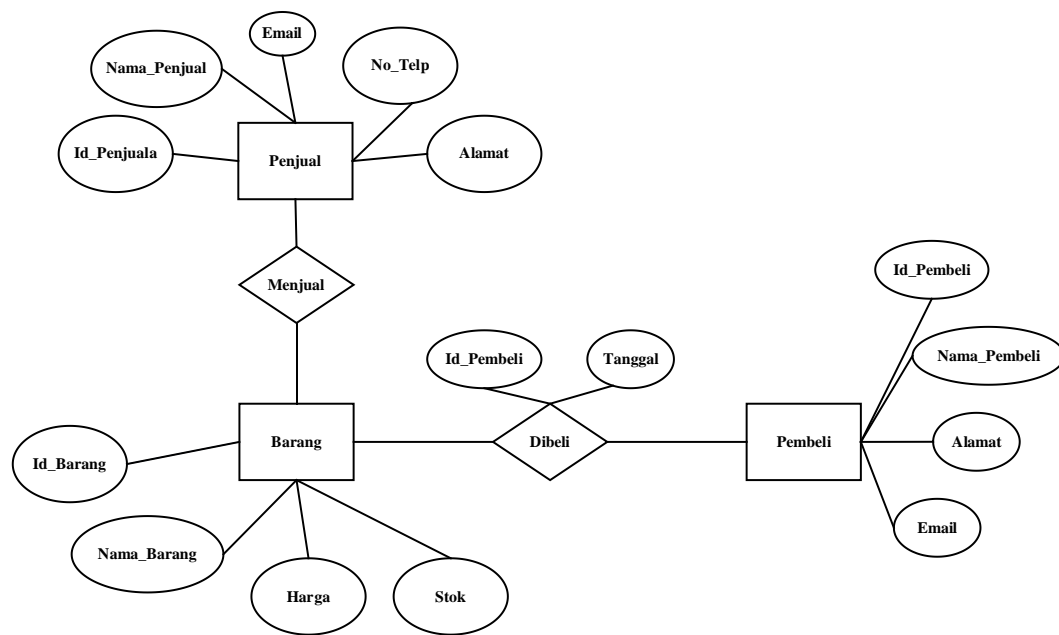 Email
Nama_Penjual
No_Telp
Id_Penjuala
Penjual
Alamat
Menjual
Id_Pembeli
Id_Pembeli
Tanggal
Nama_Pembeli
Barang
Dibeli
Pembeli
Alamat
Id_Barang
Email
Nama_Barang
Harga
Stok